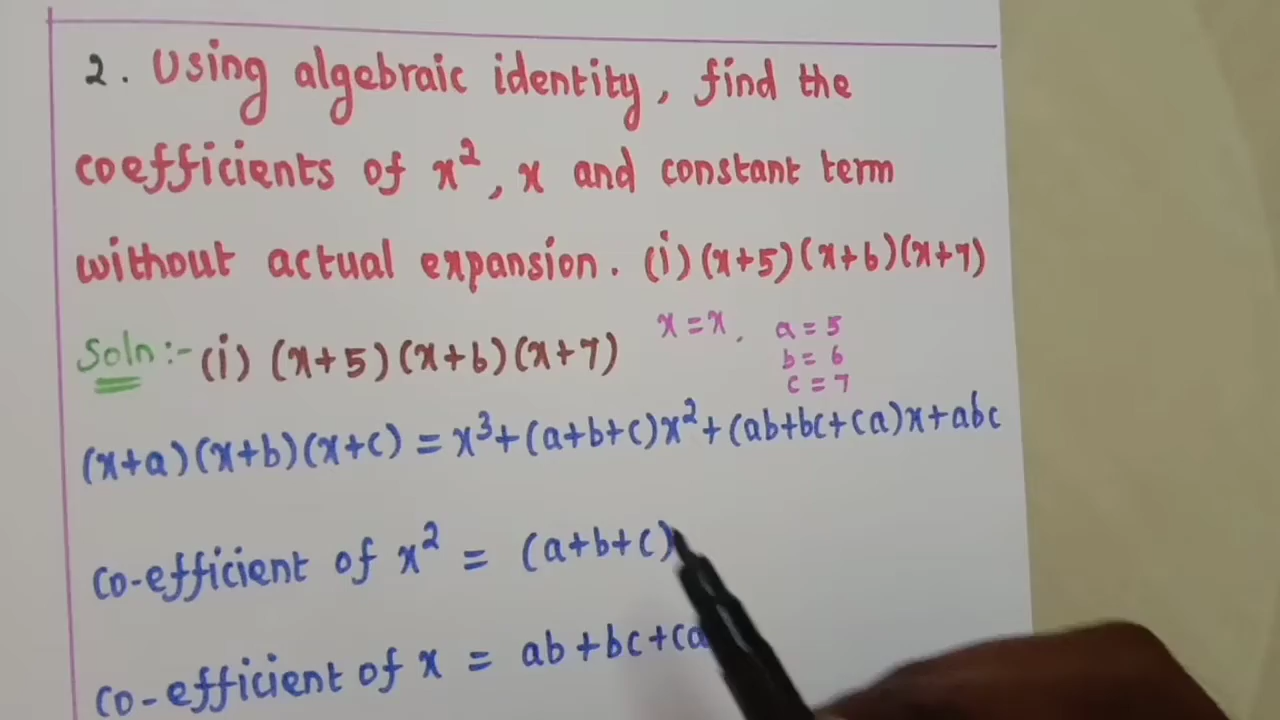 2. Using algebraic identity, find the
coefficients of x², x and constant term
without actual expansion. (i) (x+5)(x+6)(x+7)
Soln:- (i) (x+5)(x+6)(x+7) x=x, a=5
b=6
c=7
(x+a)(x+b)(x+c) = x³+(a+b+c)x²+(ab+bc+ca)x+abc
co-efficient of x² = (a+b+c)
co-efficient of x = ab+bc+ca